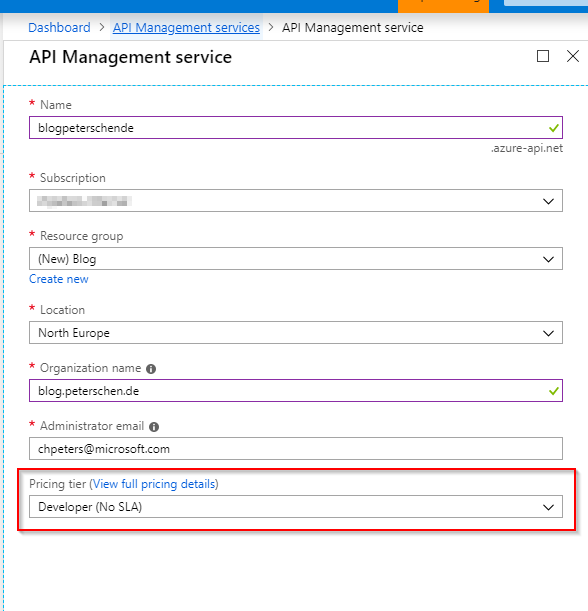 Dashboard > API Management services > API Management service
API Management service
* Name
blogpeterschende
.azure-api.net
* Subscription
* Resource group
(New) Blog
Create new
* Location
North Europe
* Organization name
blog.peterschen.de
* Administrator email
chpeters@microsoft.com
Pricing tier (View full pricing details)
Developer (No SLA)